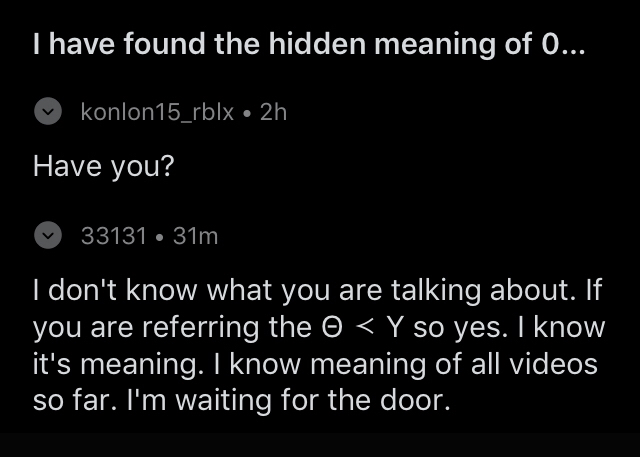 I have found the hidden meaning of 0...
konlon15_rblx • 2h
Have you?
33131 • 31m
I don't know what you are talking about. If
you are referring the Θ < Y so yes. I know
it's meaning. I know meaning of all videos
so far. I'm waiting for the door.